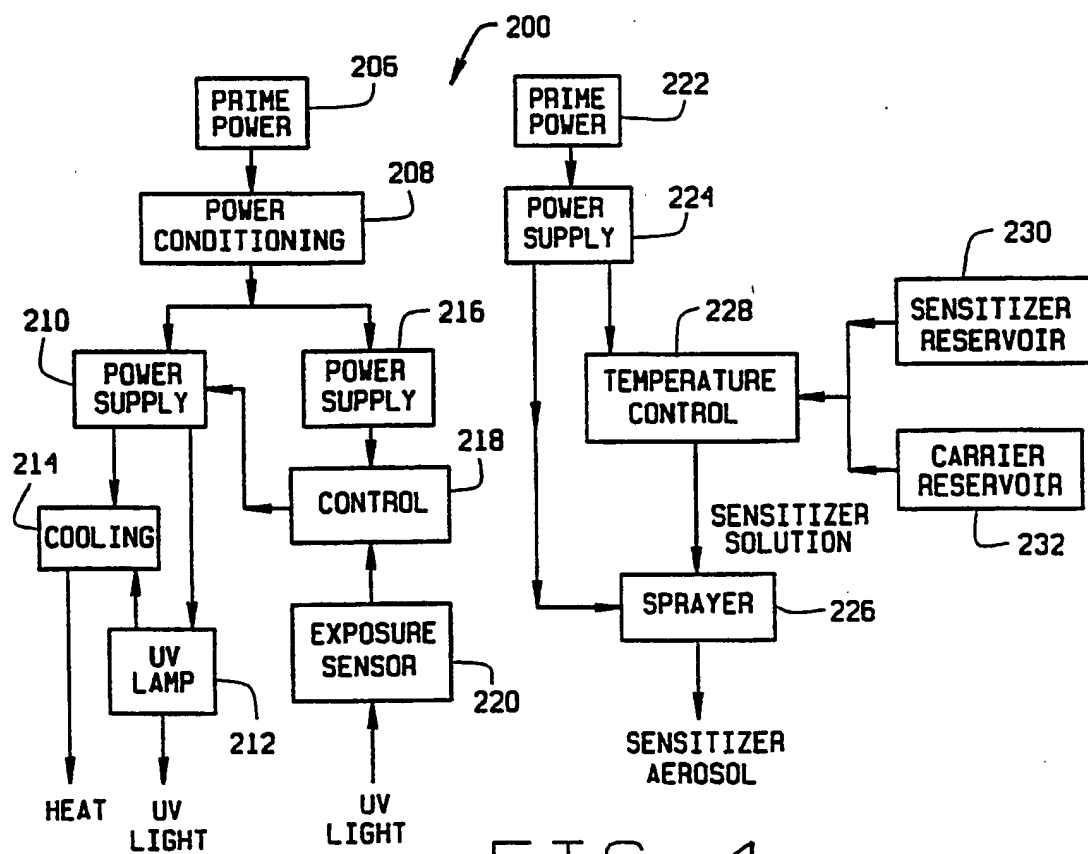 200
206
PRIME
POWER
222
PRIME
POWER
208
POWER
CONDITIONING
224
POWER
SUPPLY
230
SENSITIZER
RESERVOIR
210
POWER
SUPPLY
216
POWER
SUPPLY
228
TEMPERATURE
CONTROL
214
COOLING
218
CONTROL
CARRIER
RESERVOIR
232
SENSITIZER
SOLUTION
UV
LAMP
212
EXPOSURE
SENSOR
220
SPRAYER
226
HEAT
UV
LIGHT
UV
LIGHT
SENSITIZER
AEROSOL